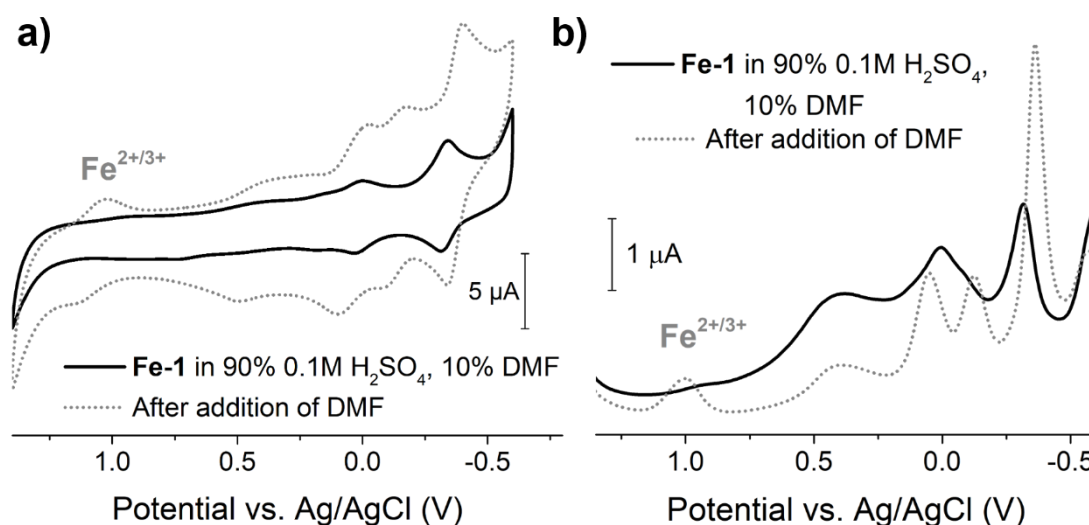 a)
Fe²⁺/³⁺
5 µA
Fe-1 in 90% 0.1M H₂SO₄, 10% DMF
After addition of DMF
1.0 0.5 0.0 -0.5
Potential vs. Ag/AgCl (V)
b)
Fe-1 in 90% 0.1M H₂SO₄,
10% DMF
After addition of DMF
1 µA
Fe²⁺/³⁺
1.0 0.5 0.0 -0.5
Potential vs. Ag/AgCl (V)